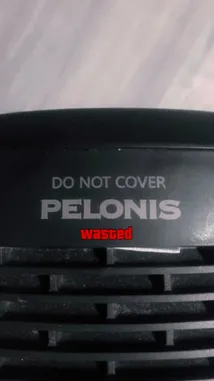 DO NOT COVER
PELONIS
wasted